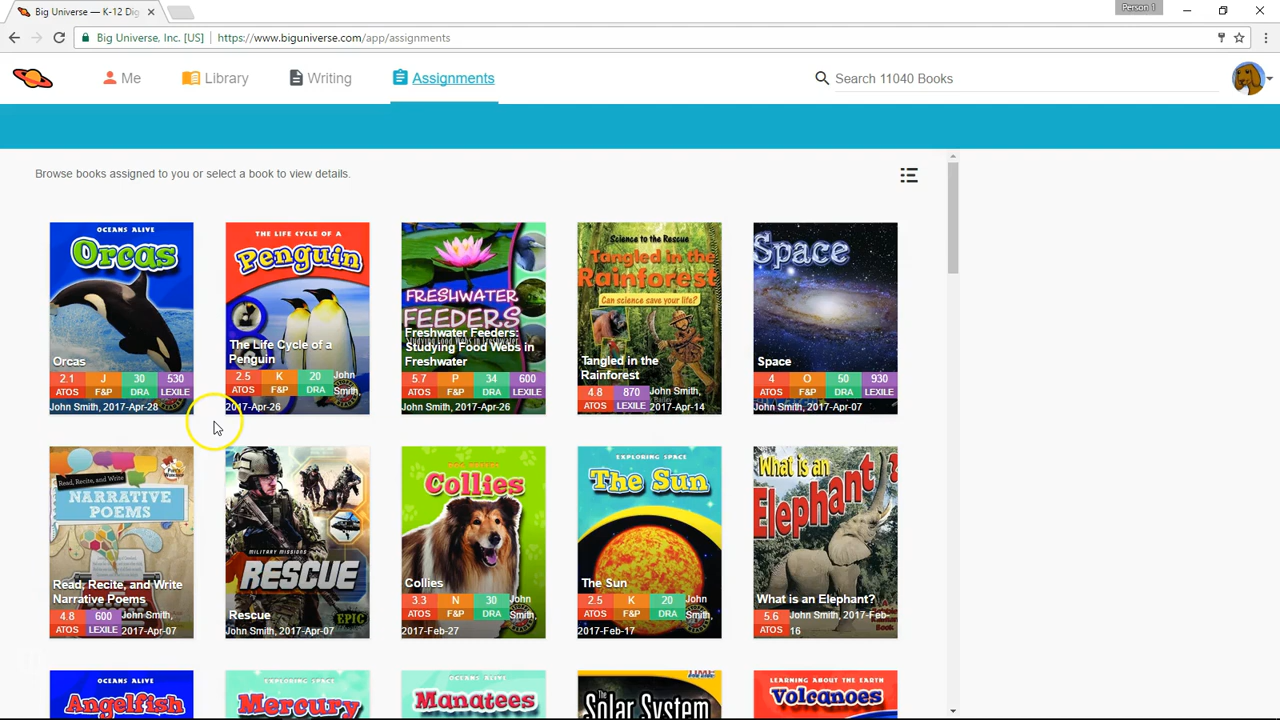 Big Universe — K-12 Dig
Person 1
Big Universe, Inc. [US]
https://www.biguniverse.com/app/assignments
Me
Library
Writing
Assignments
Search 11040 Books
Browse books assigned to you or select a book to view details.
OCEANS ALIVE
Orcas
Orcas
2.1 J 30 530
ATOS F&P DRA LEXILE
John Smith, 2017-Apr-28
THE LIFE CYCLE OF A
Penguin
The Life Cycle of a
Penguin
2.5 K 20 John
ATOS F&P DRA Smith,
2017-Apr-26
FRESHWATER
FEEDERS
Studying Food Webs in Freshwater
Freshwater Feeders:
Studying Food Webs in
Freshwater
5.7 P 34 600
ATOS F&P DRA LEXILE
John Smith, 2017-Apr-26
Science to the Rescue
Tangled in the
Rainforest
Can science save your life?
Tangled in the
Rainforest
4.8 870 John Smith,
ATOS LEXILE 2017-Apr-14
Space
Space
4 O 50 930
ATOS F&P DRA LEXILE
John Smith, 2017-Apr-07
Read, Recite, and Write
NARRATIVE
POEMS
Read, Recite, and Write
Narrative Poems
4.8 600 John Smith,
ATOS LEXILE 2017-Apr-07
MILITARY MISSIONS
RESCUE
EPIC
Rescue
John Smith, 2017-Apr-07
Collies
Collies
3.3 N 30 John
ATOS F&P DRA Smith,
2017-Feb-27
EXPLORING SPACE
The Sun
The Sun
2.5 K 20 John
ATOS F&P DRA Smith,
2017-Feb-17
What is an
Elephant?
What is an Elephant?
5.6 John Smith, 2017-Feb-
ATOS 16
OCEANS ALIVE
Angelfish
EXPLORING SPACE
Mercury
OCEANS ALIVE
Manatees
TIME
The
Solar System
LEARNING ABOUT THE EARTH
Volcanoes